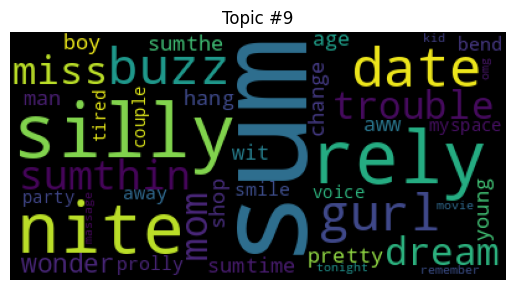 Topic #9
boy
sumthe
age
kid
bend
omg
miss
buzz
date
man
tired
couple
hang
change
trouble
silly
sum
aww
myspace
wit
rely
sumthin
mom
shop
smile
voice
young
party
massage
away
nite
gurl
movie
wonder
prolly
sumtime
pretty
dream
tonight
remember